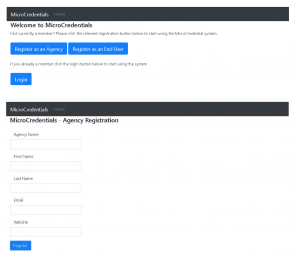 MicroCredentials Home
Welcome to MicroCredentials
Not currently a member? Please click the relevant registration button below to start using the MicroCredential system.
Register as an Agency Register as an End User
If you already a member click the login button below to start using the system
Login
MicroCredentials Home
MicroCredentials - Agency Registration
Agency Name
First Name
Last Name
Email
Website
Register